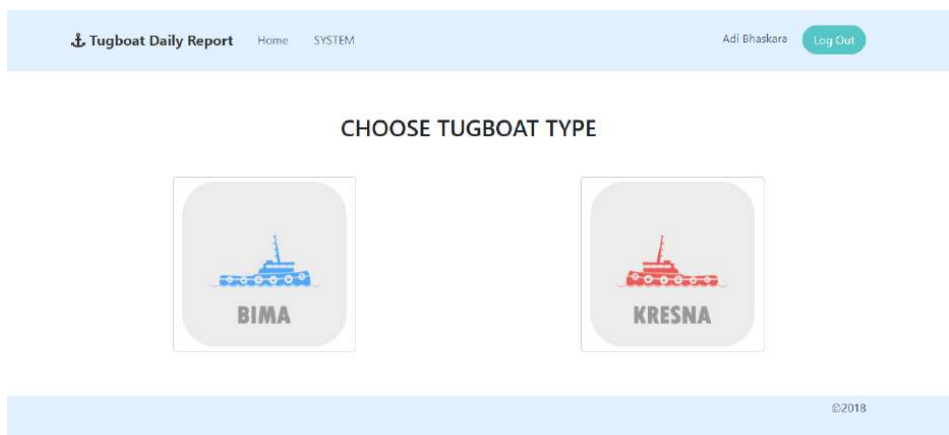 Tugboat Daily Report Home SYSTEM Adi Bhaskara Log Out
CHOOSE TUGBOAT TYPE
BIMA KRESNA
©2018